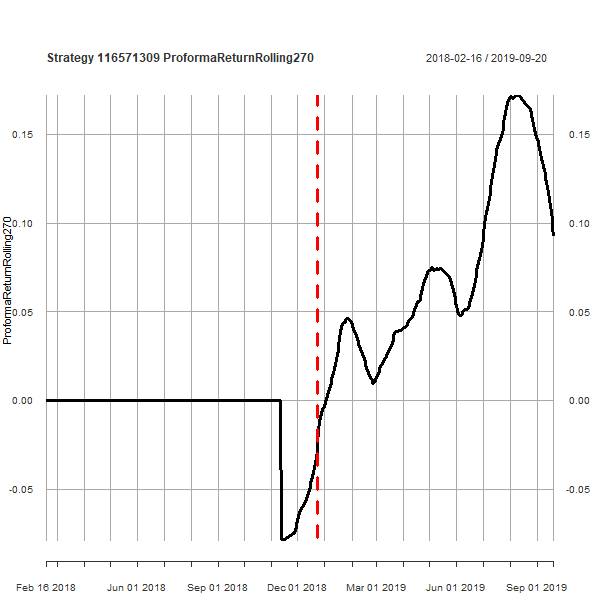 Strategy 116571309 ProformaReturnRolling270
2018-02-16 / 2019-09-20
ProformaReturnRolling270
0.15
0.10
0.05
0.00
-0.05
0.15
0.10
0.05
0.00
-0.05
Feb 16 2018
Jun 01 2018
Sep 01 2018
Dec 01 2018
Mar 01 2019
Jun 01 2019
Sep 01 2019